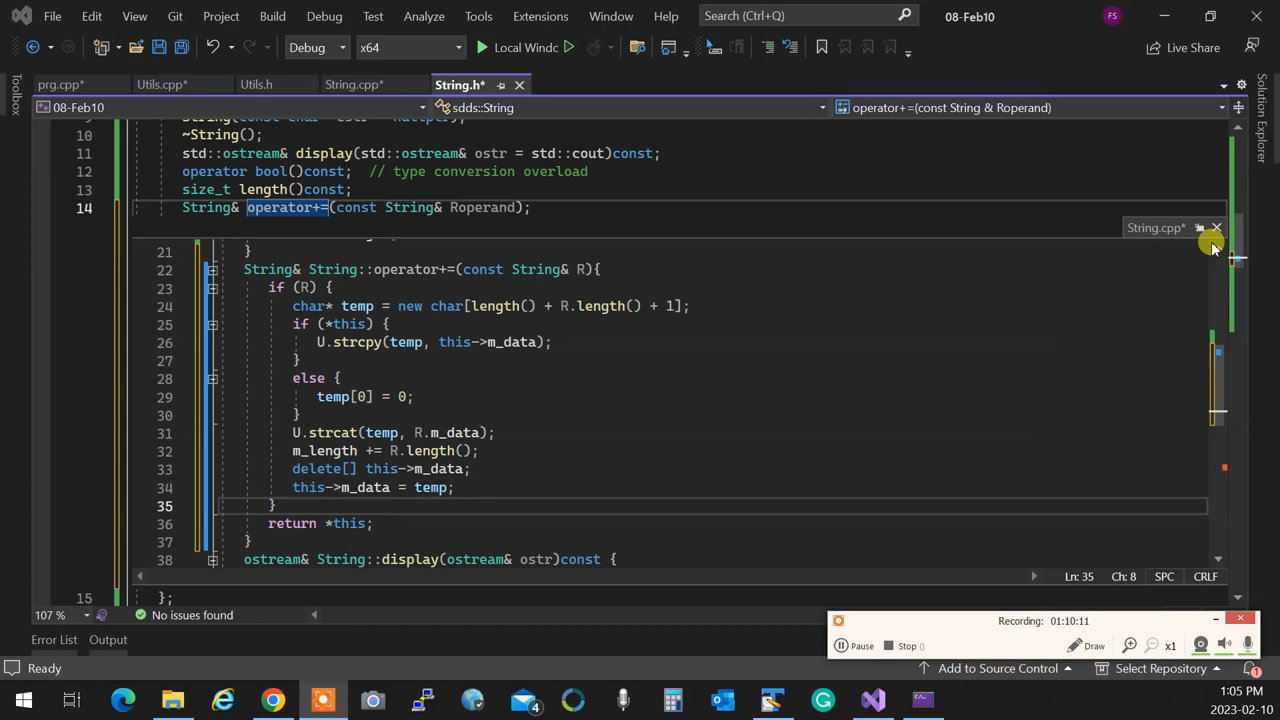 File Edit View Git Project Build Debug Test Analyze Tools Extensions Window Help Search (Ctrl+Q) 08-Feb10 FS
Debug x64 Local Windc Live Share
Toolbox
prg.cpp* Utils.cpp* Utils.h String.cpp* String.h*
08-Feb10 sdds::String operator+=(const String & Roperand)
Solution Explorer
10 ~String();
11 std::ostream& display(std::ostream& ostr = std::cout)const;
12 operator bool()const; // type conversion overload
13 size_t length()const;
14 String& operator+=(const String& Roperand);
String.cpp*
21 }
22 String& String::operator+=(const String& R){
23 if (R) {
24 char* temp = new char[length() + R.length() + 1];
25 if (*this) {
26 U.strcpy(temp, this->m_data);
27 }
28 else {
29 temp[0] = 0;
30 }
31 U.strcat(temp, R.m_data);
32 m_length += R.length();
33 delete[] this->m_data;
34 this->m_data = temp;
35 }
36 return *this;
37 }
38 ostream& String::display(ostream& ostr)const {
Ln: 35 Ch: 8 SPC CRLF
15 };
107 % No issues found
Recording: 01:10:11
Pause Stop () x1 Draw
Error List Output
Ready Add to Source Control Select Repository 1
4
1:05 PM
2023-02-10